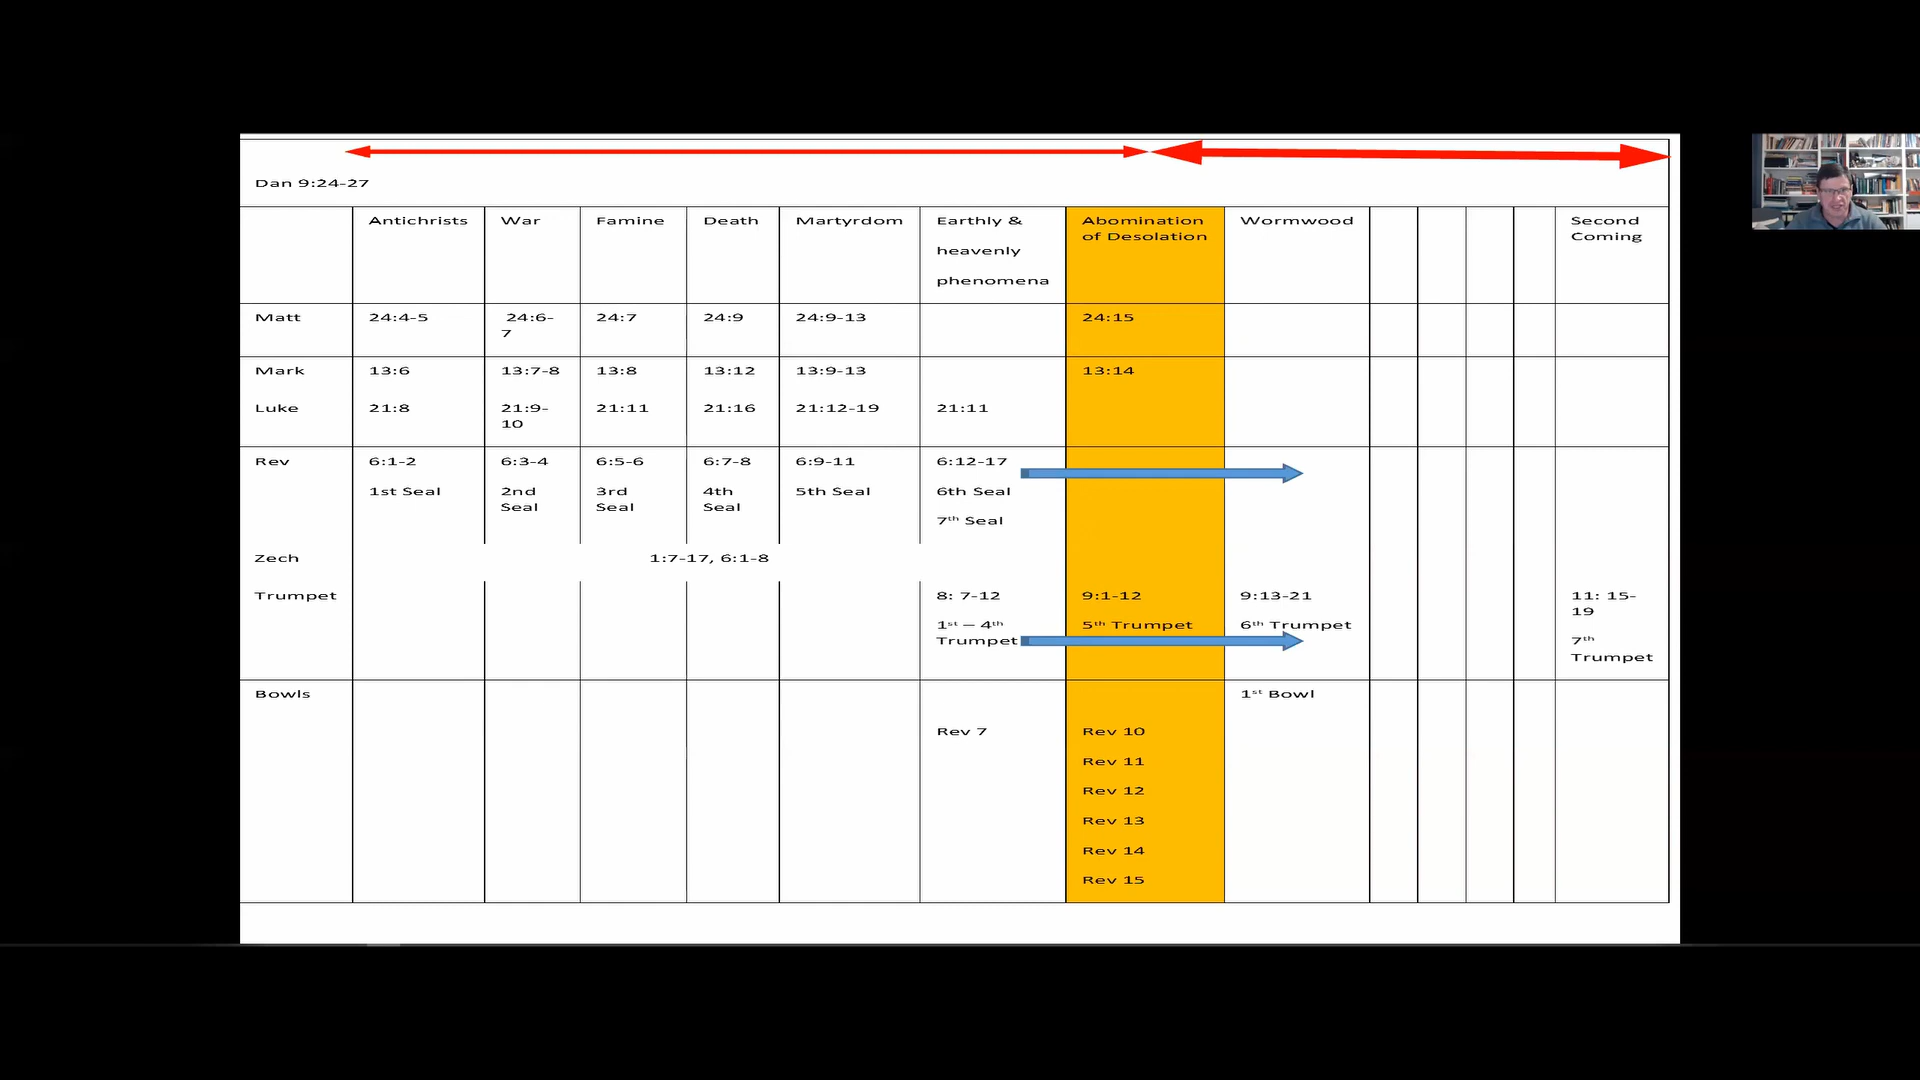 Dan 9:24-27
Antichrists War Famine Death Martyrdom Earthly & Abomination Wormwood Second
of Desolation Coming
heavenly
phenomena
Matt 24:4-5 24:6- 24:7 24:9 24:9-13 24:15
7
Mark 13:6 13:7-8 13:8 13:12 13:9-13 13:14
Luke 21:8 21:9- 21:11 21:16 21:12-19 21:11
10
Rev 6:1-2 6:3-4 6:5-6 6:7-8 6:9-11 6:12-17
1st Seal 2nd 3rd 4th 5th Seal 6th Seal
Seal Seal Seal
7th Seal
Zech 1:7-17, 6:1-8
Trumpet 8: 7-12 9:1-12 9:13-21 11: 15-
19
1st – 4th 5th Trumpet 6th Trumpet
Trumpet 7th
Trumpet
Bowls 1st Bowl
Rev 7 Rev 10
Rev 11
Rev 12
Rev 13
Rev 14
Rev 15